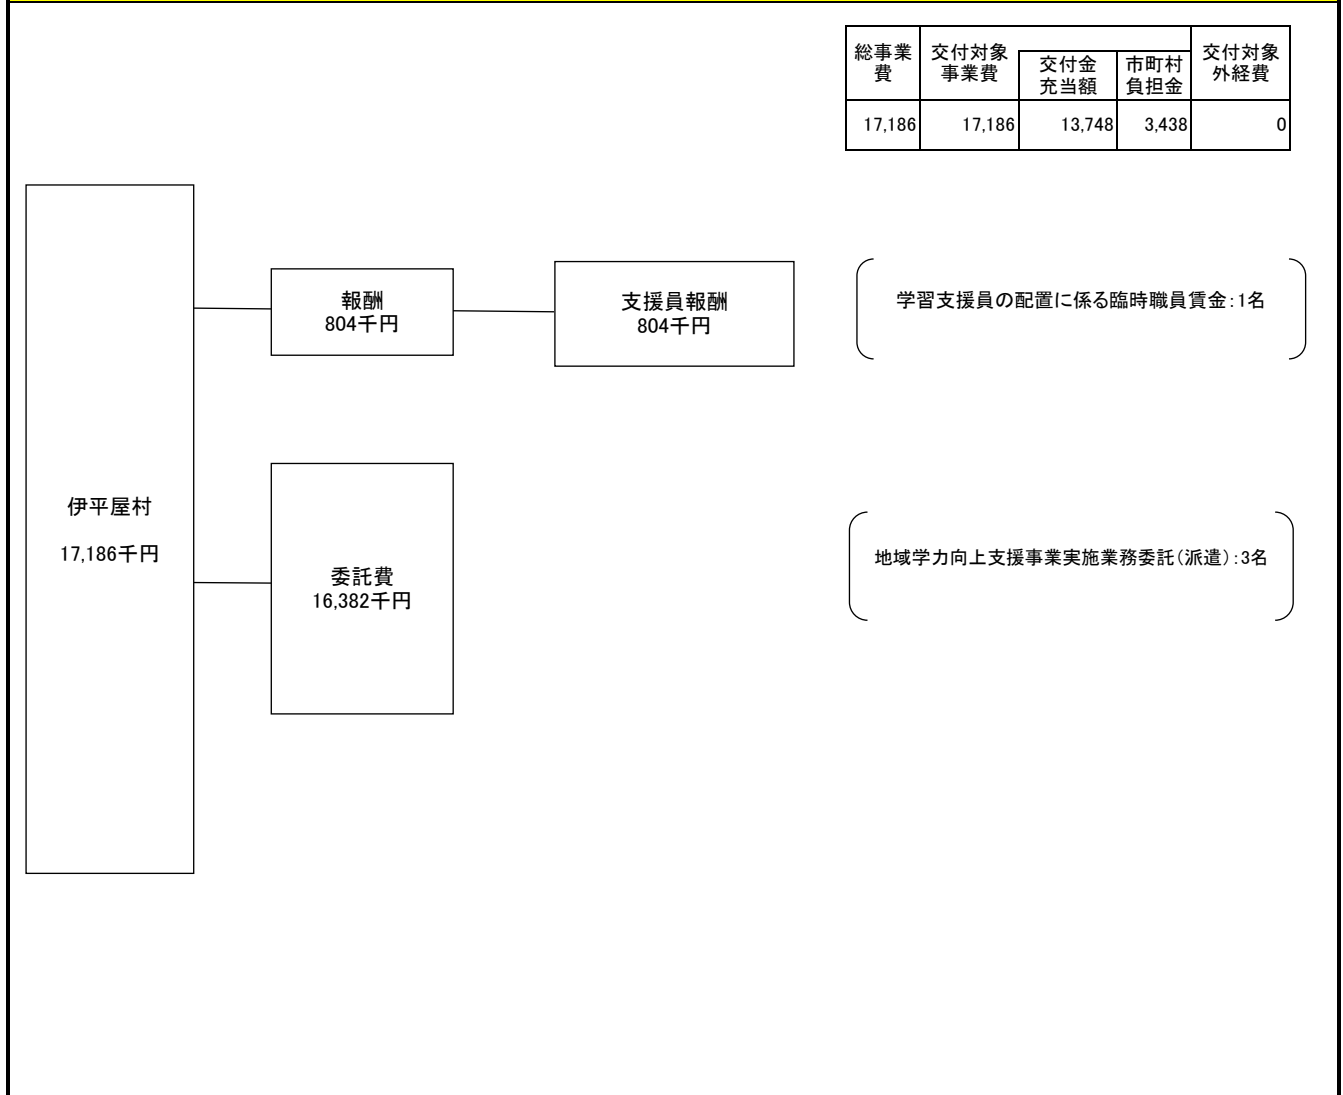 総事業
費
交付対象
事業費
交付金
充当額
市町村
負担金
交付対象
外経費
17,186
17,186
13,748
3,438
0
報酬
804千円
支援員報酬
804千円
学習支援員の配置に係る臨時職員賃金:1名
伊平屋村
17,186千円
委託費
16,382千円
地域学力向上支援事業実施業務委託(派遣):3名